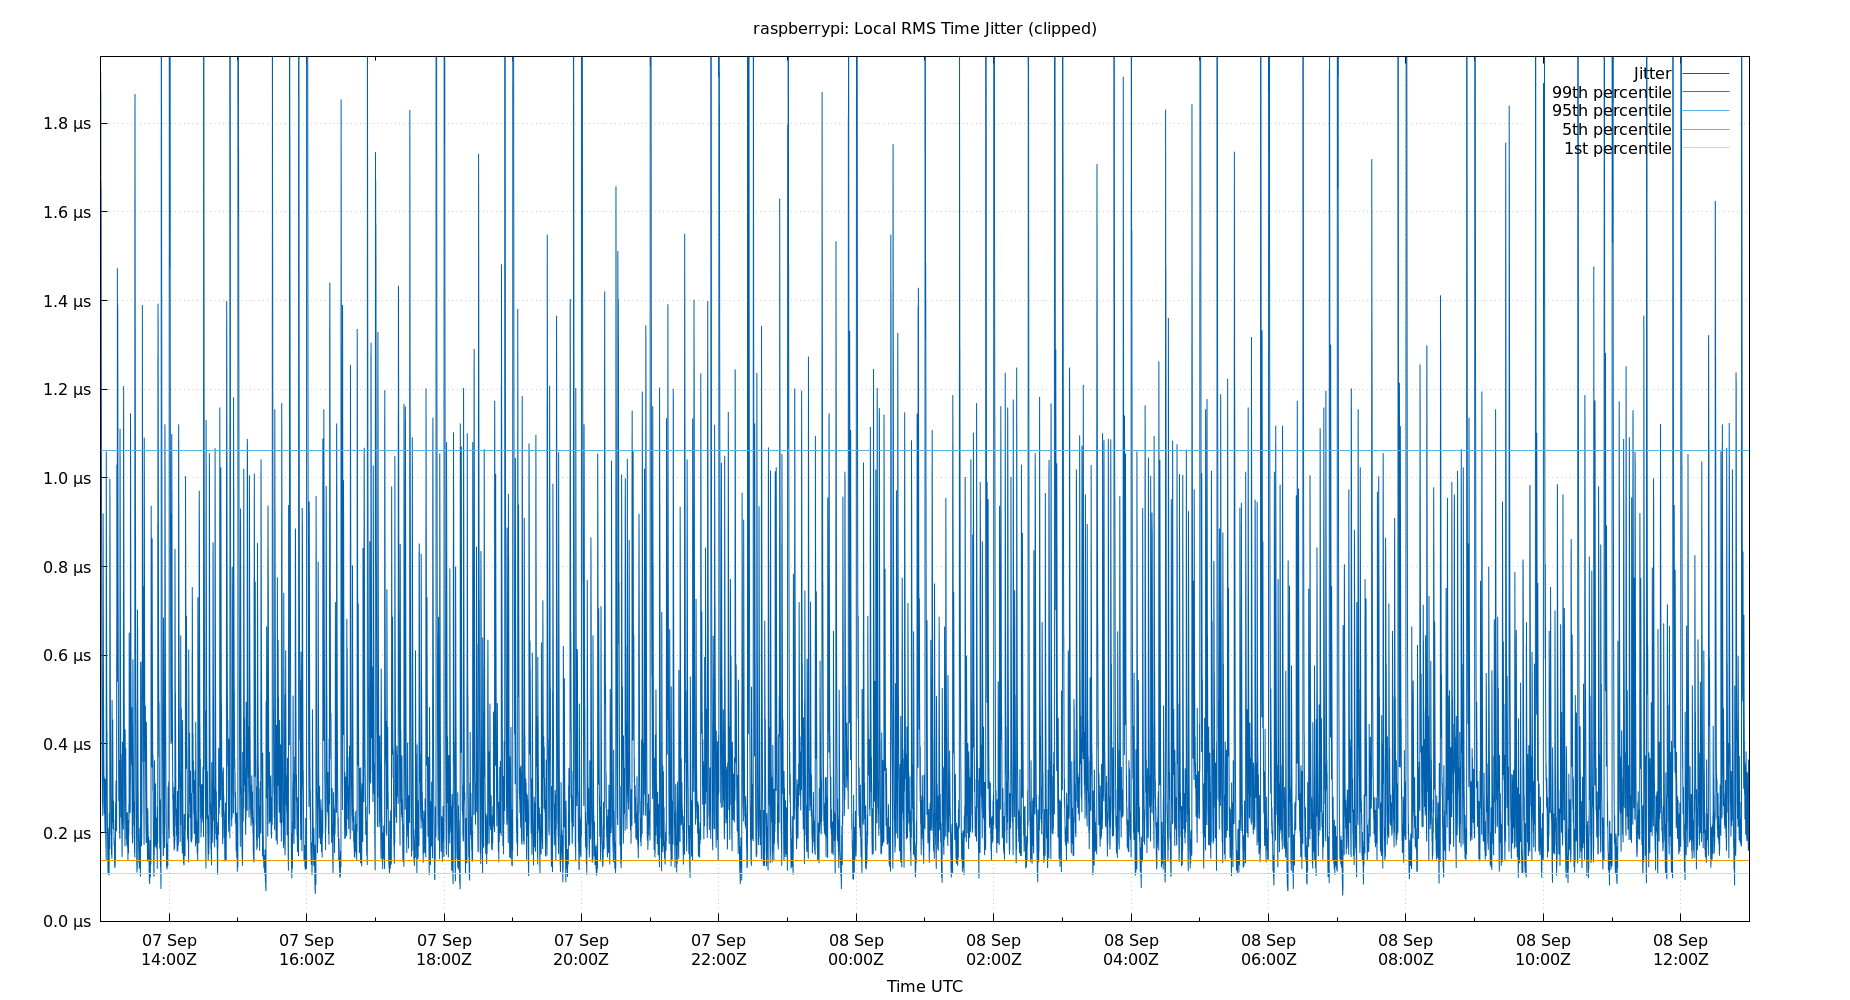 raspberrypi: Local RMS Time Jitter (clipped)
Jitter
99th percentile
95th percentile
5th percentile
1st percentile
1.8 μs
1.6 μs
1.4 μs
1.2 μs
1.0 μs
0.8 μs
0.6 μs
0.4 μs
0.2 μs
0.0 μs
07 Sep 07 Sep 07 Sep 07 Sep 07 Sep 08 Sep 08 Sep 08 Sep 08 Sep 08 Sep 08 Sep 08 Sep
14:00Z 16:00Z 18:00Z 20:00Z 22:00Z 00:00Z 02:00Z 04:00Z 06:00Z 08:00Z 10:00Z 12:00Z
Time UTC